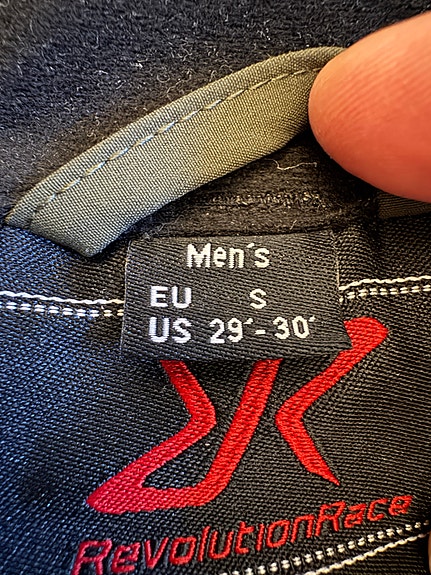 Men´s
EU S
US 29´-30´
RevolutionRace